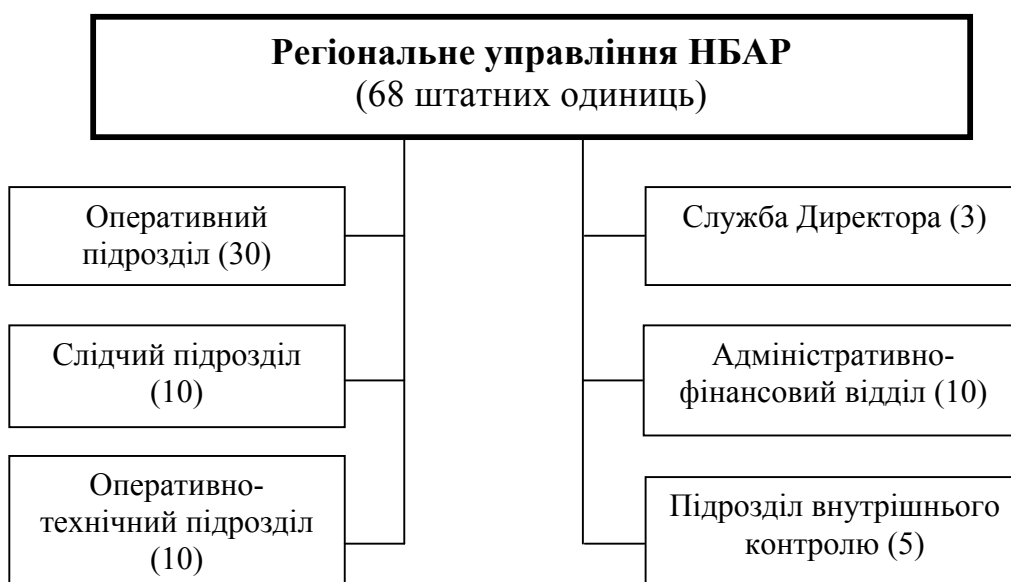 Регіональне управління НБАР
(68 штатних одиниць)
Оперативний
підрозділ (30)
Слідчий підрозділ
(10)
Оперативно-
технічний підрозділ
(10)
Служба Директора (3)
Адміністративно-
фінансовий відділ (10)
Підрозділ внутрішнього
контролю (5)